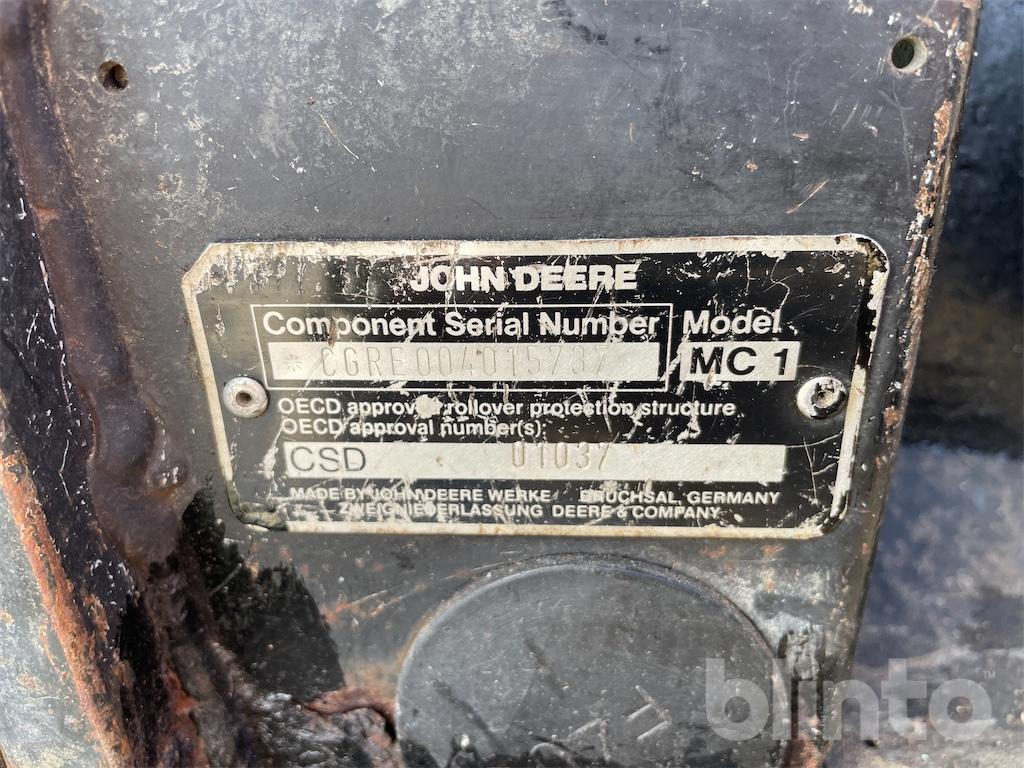 JOHN DEERE
Component Serial Number Model
* CGRE004015737 MC 1
OECD approved rollover protection structure
OECD approval number(s):
CSD 01037
MADE BY JOHN DEERE WERKE BRUCHSAL, GERMANY
ZWEIGNIEDERLASSUNG DEERE & COMPANY
blinto™